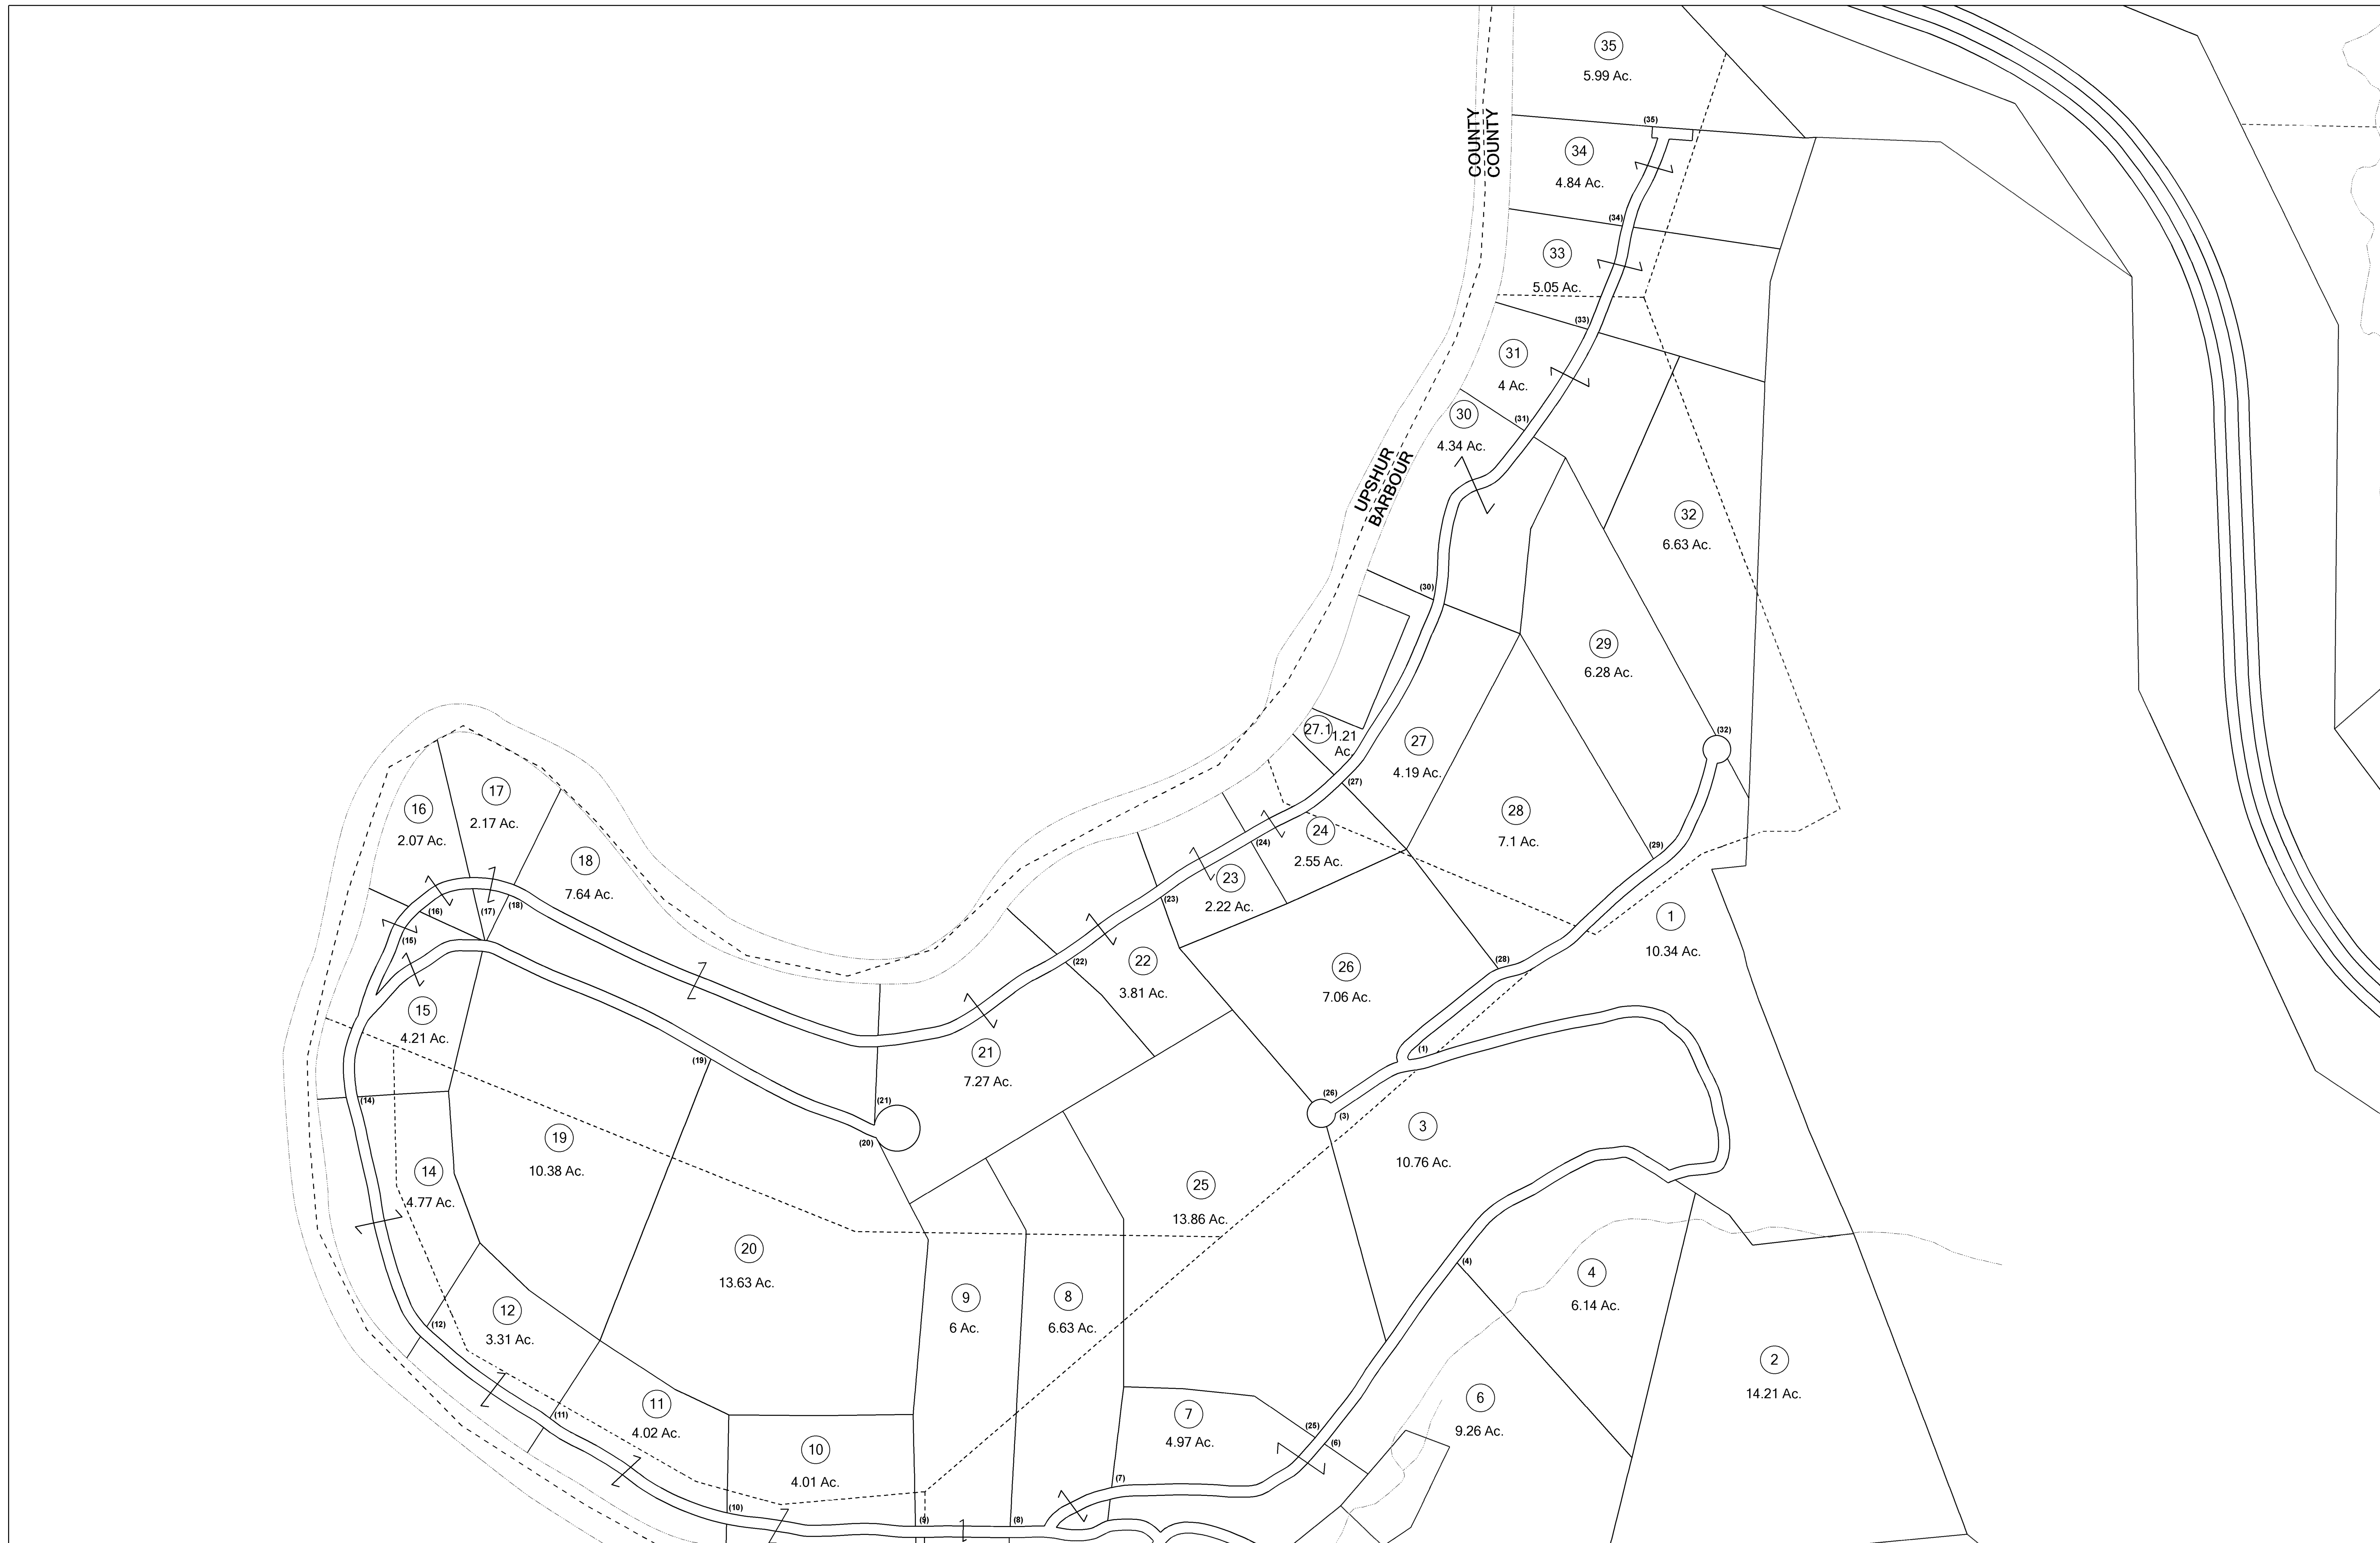 35
5.99 Ac.
COUNTY
COUNTY
(35)
34
4.84 Ac.
(34)
33
5.05 Ac.
(33)
31
4 Ac.
30
(31)
4.34 Ac.
UPSHUR
BARBOUR
32
6.63 Ac.
(30)
29
6.28 Ac.
27.1
1.21
Ac.
27
4.19 Ac.
(32)
(27)
28
7.1 Ac.
(29)
16
2.07 Ac.
17
2.17 Ac.
18
7.64 Ac.
24
2.55 Ac.
(24)
23
2.22 Ac.
(23)
(16)
(17)
(18)
(15)
1
10.34 Ac.
22
3.81 Ac.
(22)
26
7.06 Ac.
(28)
15
4.21 Ac.
21
7.27 Ac.
(19)
(1)
(14)
(21)
(20)
(26)
(3)
19
10.38 Ac.
3
10.76 Ac.
14
4.77 Ac.
25
13.86 Ac.
20
13.63 Ac.
(4)
4
6.14 Ac.
12
3.31 Ac.
(12)
9
6 Ac.
8
6.63 Ac.
2
14.21 Ac.
11
4.02 Ac.
(11)
7
4.97 Ac.
(25)
(6)
6
9.26 Ac.
10
4.01 Ac.
(7)
(10)
(9)
(8)